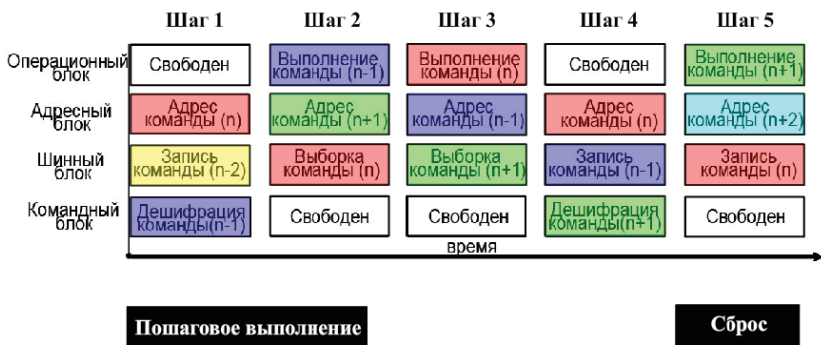 Шаг 1 Шаг 2 Шаг 3 Шаг 4 Шаг 5
Операционный
блок
Свободен
Выполнение
команды (n-1)
Выполнение
команды (n)
Свободен
Выполнение
команды (n+1)
Адресный
блок
Адрес
команды (n)
Адрес
команды (n+1)
Адрес
команды (n-1)
Адрес
команды (n)
Адрес
команды (n+2)
Шинный
блок
Запись
команды (n-2)
Выборка
команды (n)
Выборка
команды (n+1)
Запись
команды (n-1)
Запись
команды (n)
Командный
блок
Дешифрация
команды(n-1)
Свободен
Свободен
Дешифрация
команды(n+1)
Свободен
время
Пошаговое выполнение
Сброс